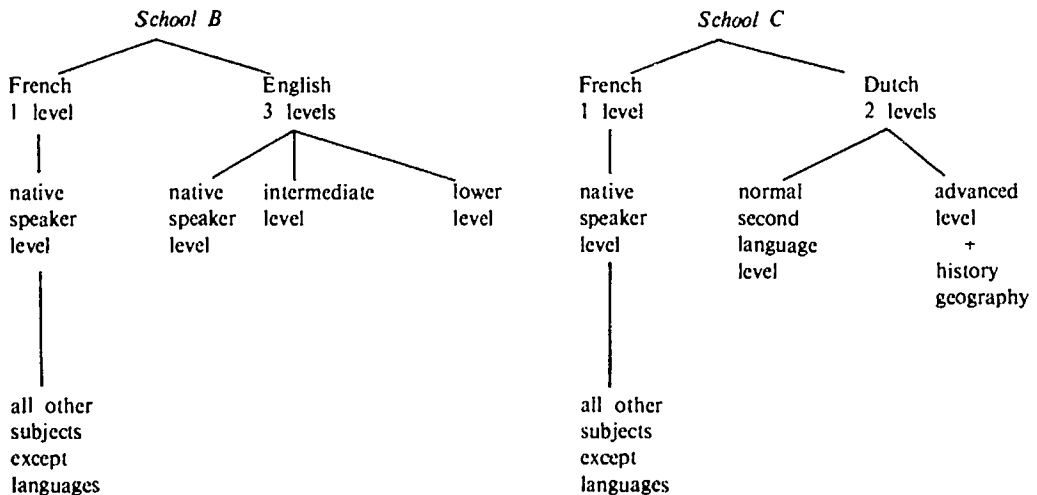 School B
French
1 level
English
3 levels
native
speaker
level
native
speaker
level
intermediate
level
lower
level
all other
subjects
except
languages
School C
French
1 level
Dutch
2 levels
native
speaker
level
normal
second
language
level
advanced
level
+
history
geography
all other
subjects
except
languages